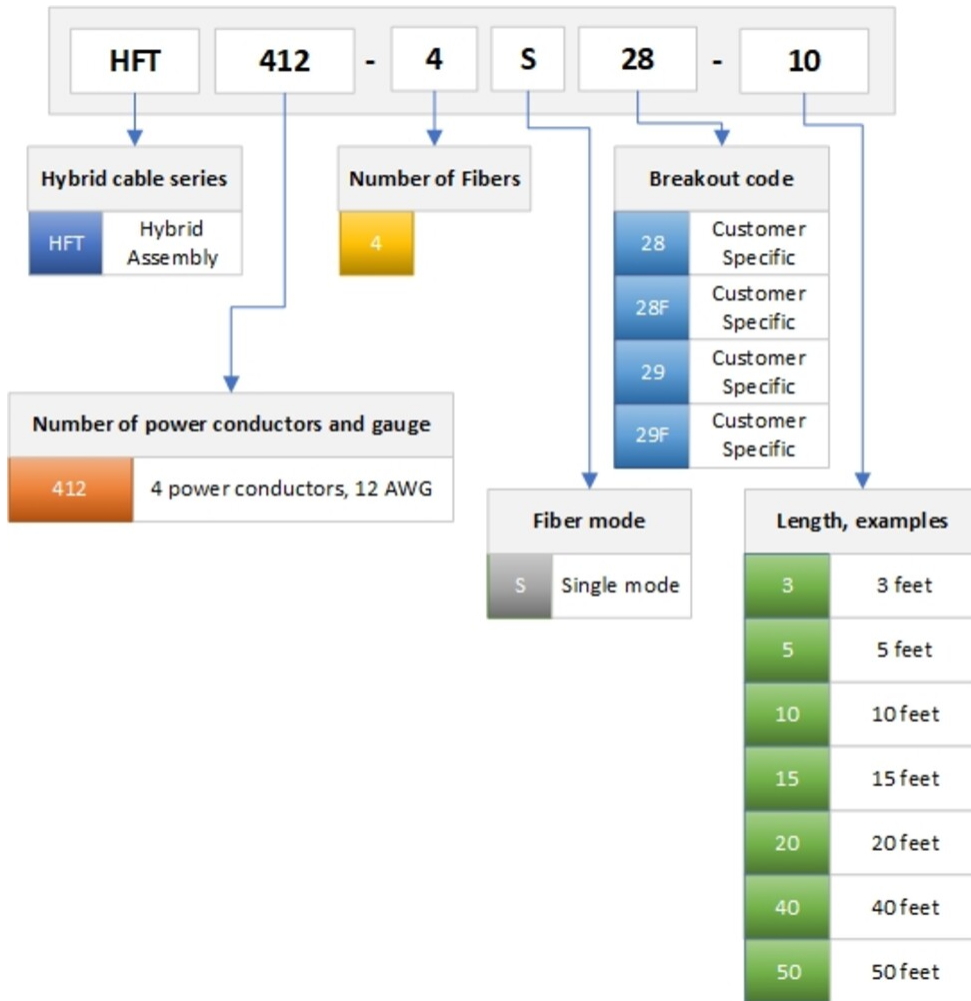 HFT 412 - 4 S 28 - 10
Hybrid cable series
HFT Hybrid
Assembly
Number of Fibers
4
Breakout code
28 Customer
Specific
28F Customer
Specific
29 Customer
Specific
29F Customer
Specific
Number of power conductors and gauge
412 4 power conductors, 12 AWG
Fiber mode
S Single mode
Length, examples
3 3 feet
5 5 feet
10 10 feet
15 15 feet
20 20 feet
40 40 feet
50 50 feet